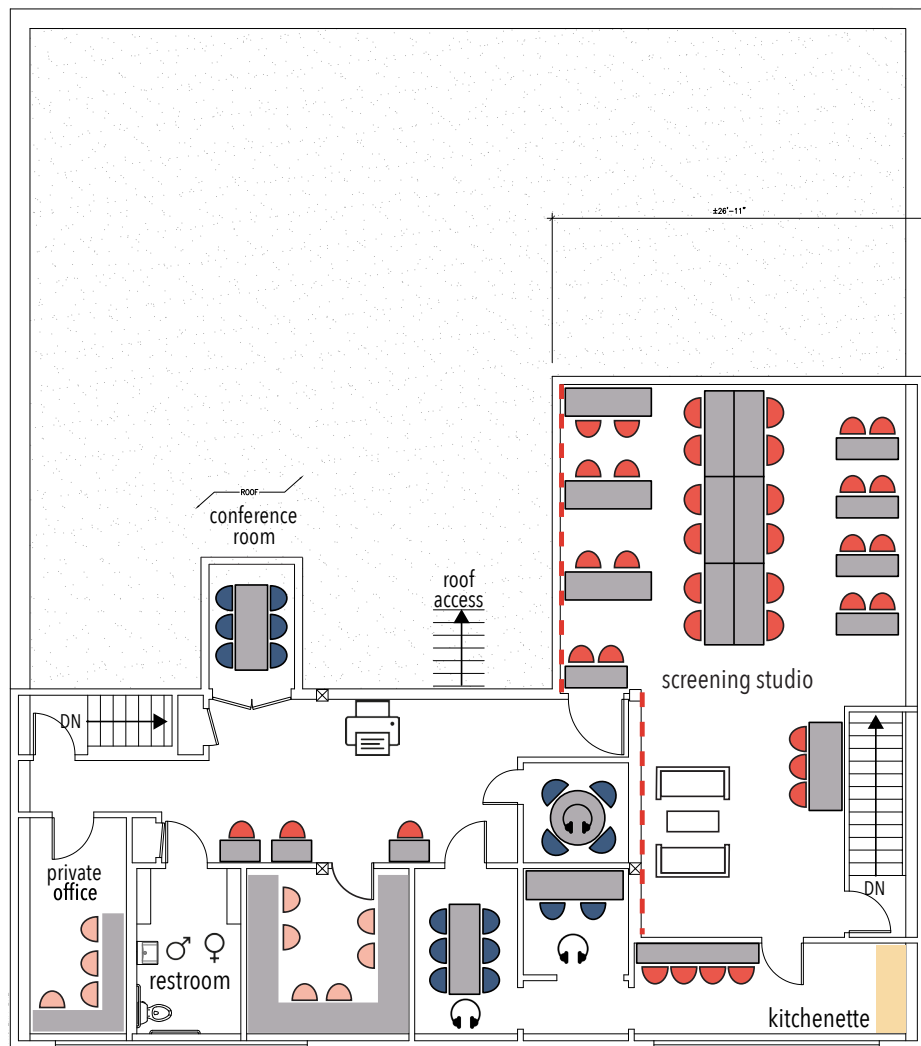 ±26'-11"
ROOF
conference
room
roof
access
screening studio
DN
private
office
restroom
DN
kitchenette